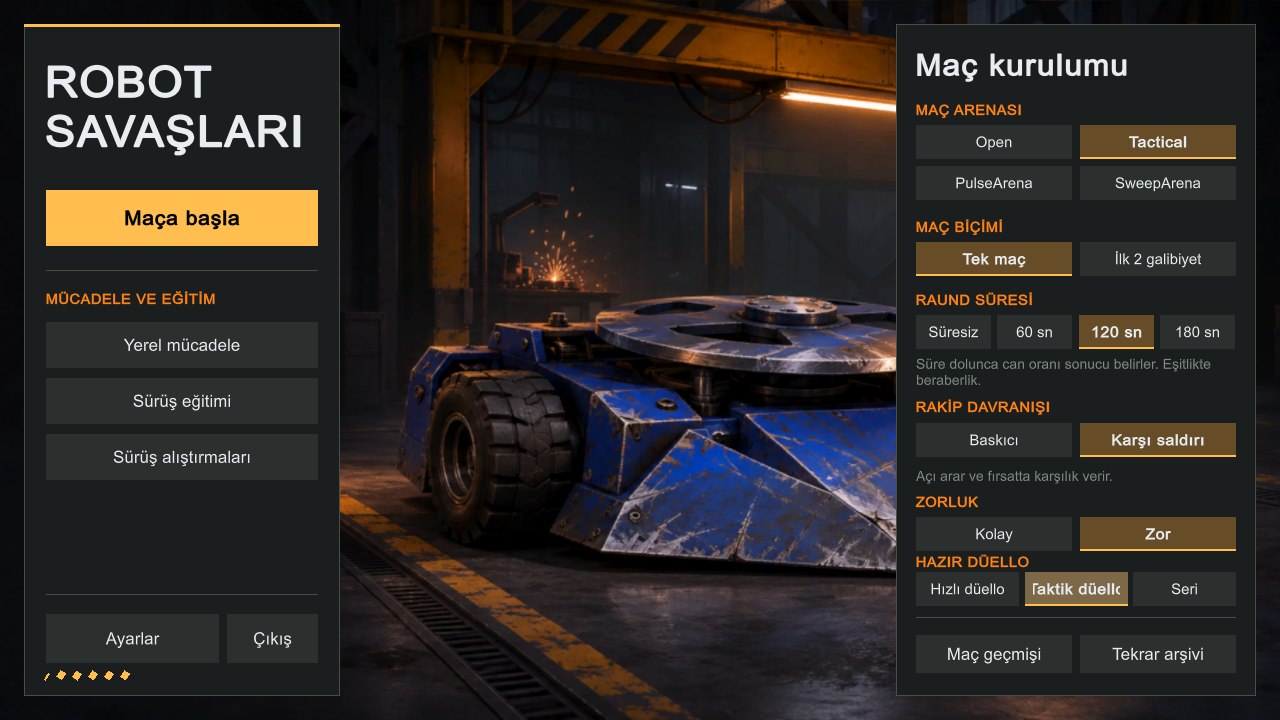 ROBOT
SAVAŞLARI
Maça başla
MÜCADELE VE EĞİTİM
Yerel mücadele
Sürüş eğitimi
Sürüş alıştırmaları
Ayarlar
Çıkış
Maç kurulumu
MAÇ ARENASI
Open
Tactical
PulseArena
SweepArena
MAÇ BİÇİMİ
Tek maç
İlk 2 galibiyet
RAUND SÜRESİ
Süresiz
60 sn
120 sn
180 sn
Süre dolunca can oranı sonucu belirler. Eşitlikte
beraberlik.
RAKİP DAVRANIŞI
Baskıcı
Karşı saldırı
Açı arar ve fırsatta karşılık verir.
ZORLUK
Kolay
Zor
HAZIR DÜELLO
Hızlı düello
Taktik düello
Seri
Maç geçmişi
Tekrar arşivi